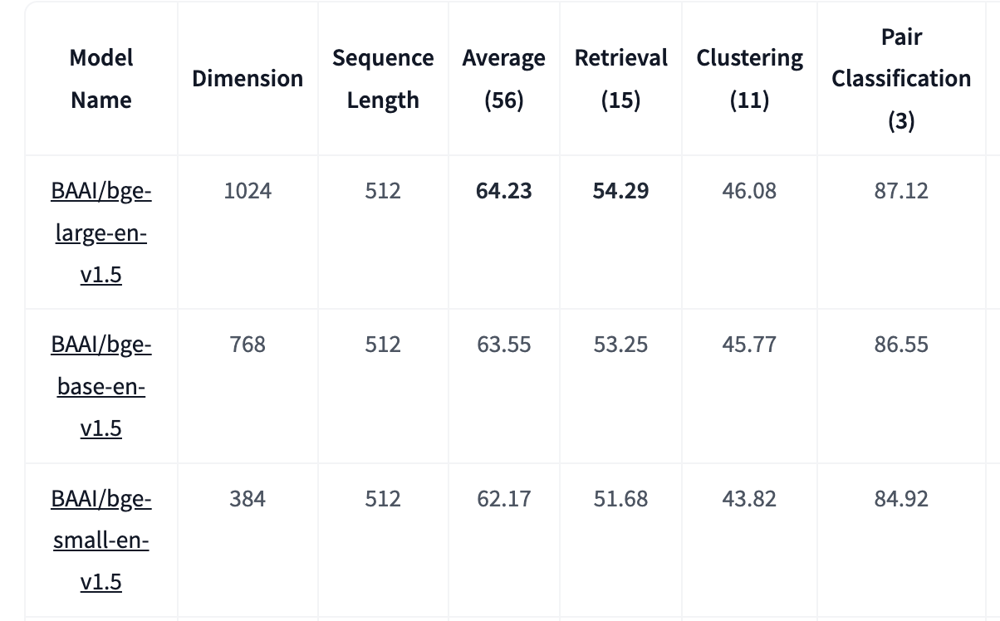 Model Name | Dimension | Sequence Length | Average (56) | Retrieval (15) | Clustering (11) | Pair Classification (3)
BAAI/bge-large-en-v1.5 | 1024 | 512 | 64.23 | 54.29 | 46.08 | 87.12
BAAI/bge-base-en-v1.5 | 768 | 512 | 63.55 | 53.25 | 45.77 | 86.55
BAAI/bge-small-en-v1.5 | 384 | 512 | 62.17 | 51.68 | 43.82 | 84.92